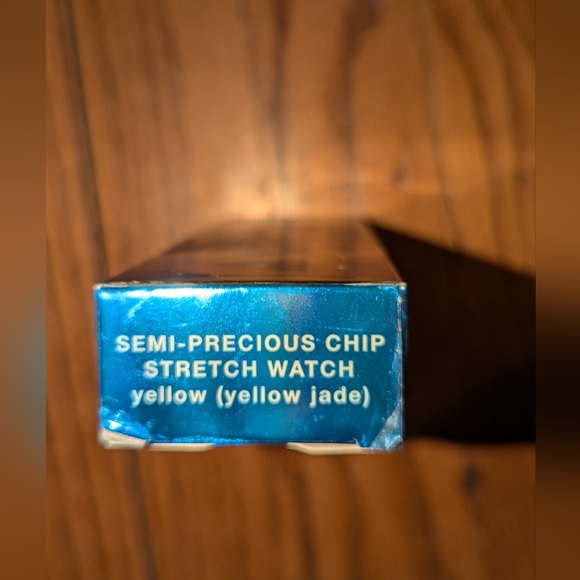 SEMI-PRECIOUS CHIP
STRETCH WATCH
yellow (yellow jade)